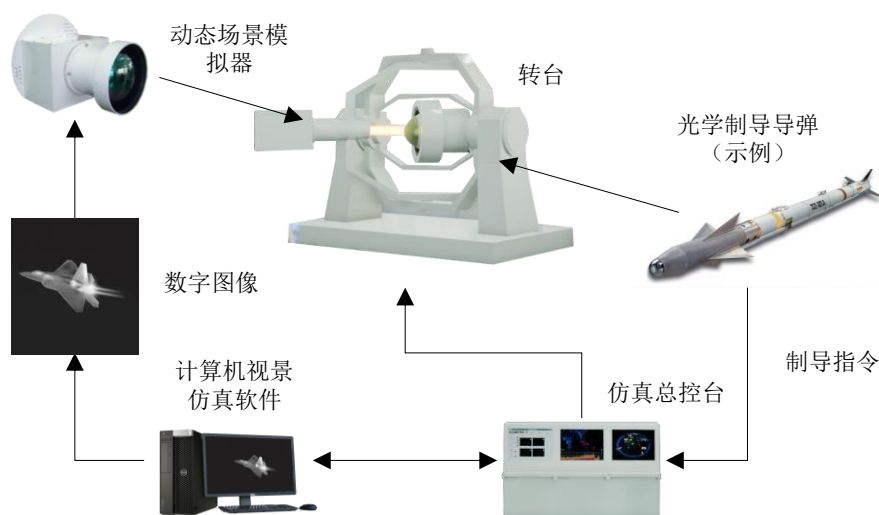 动态场景模
拟器
转台
光学制导导弹
（示例）
数字图像
制导指令
计算机视景
仿真软件
仿真总控台